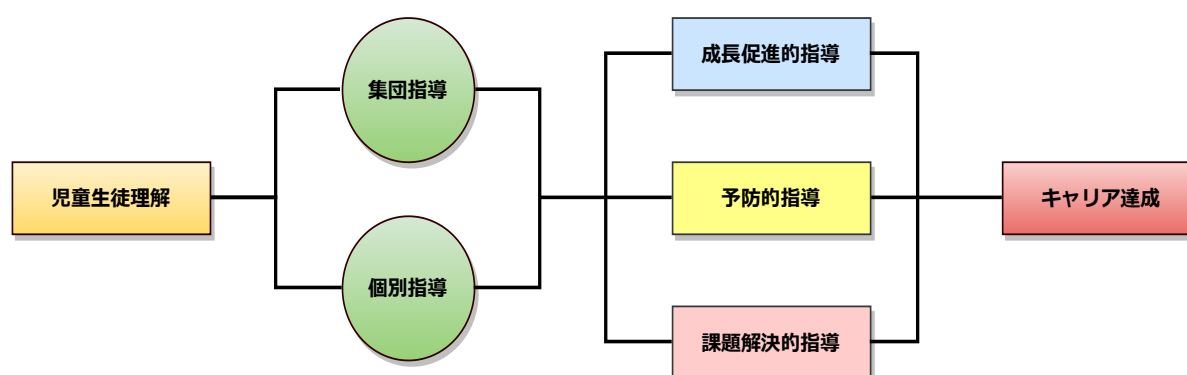 児童生徒理解
集団指導
個別指導
成長促進的指導
予防的指導
課題解決的指導
キャリア達成